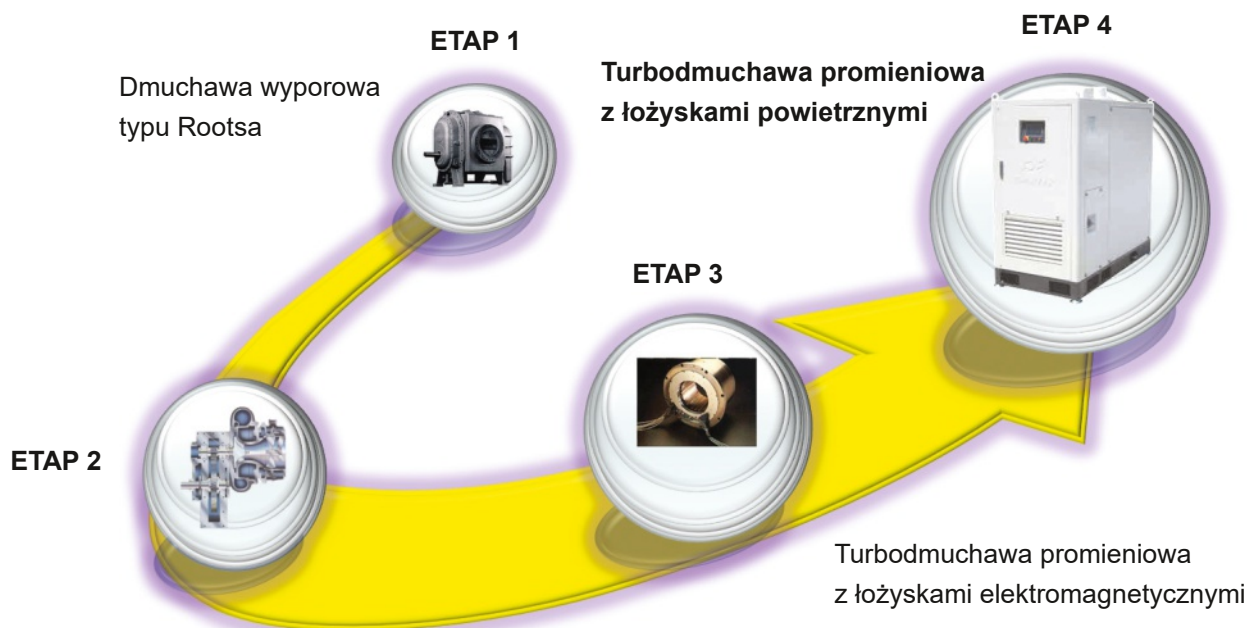 ETAP 1
Dmuchawa wyporowa
typu Rootsa
ETAP 2
ETAP 3
Turbodmuchawa promieniowa
z łożyskami elektromagnetycznymi
ETAP 4
Turbodmuchawa promieniowa
z łożyskami powietrznymi